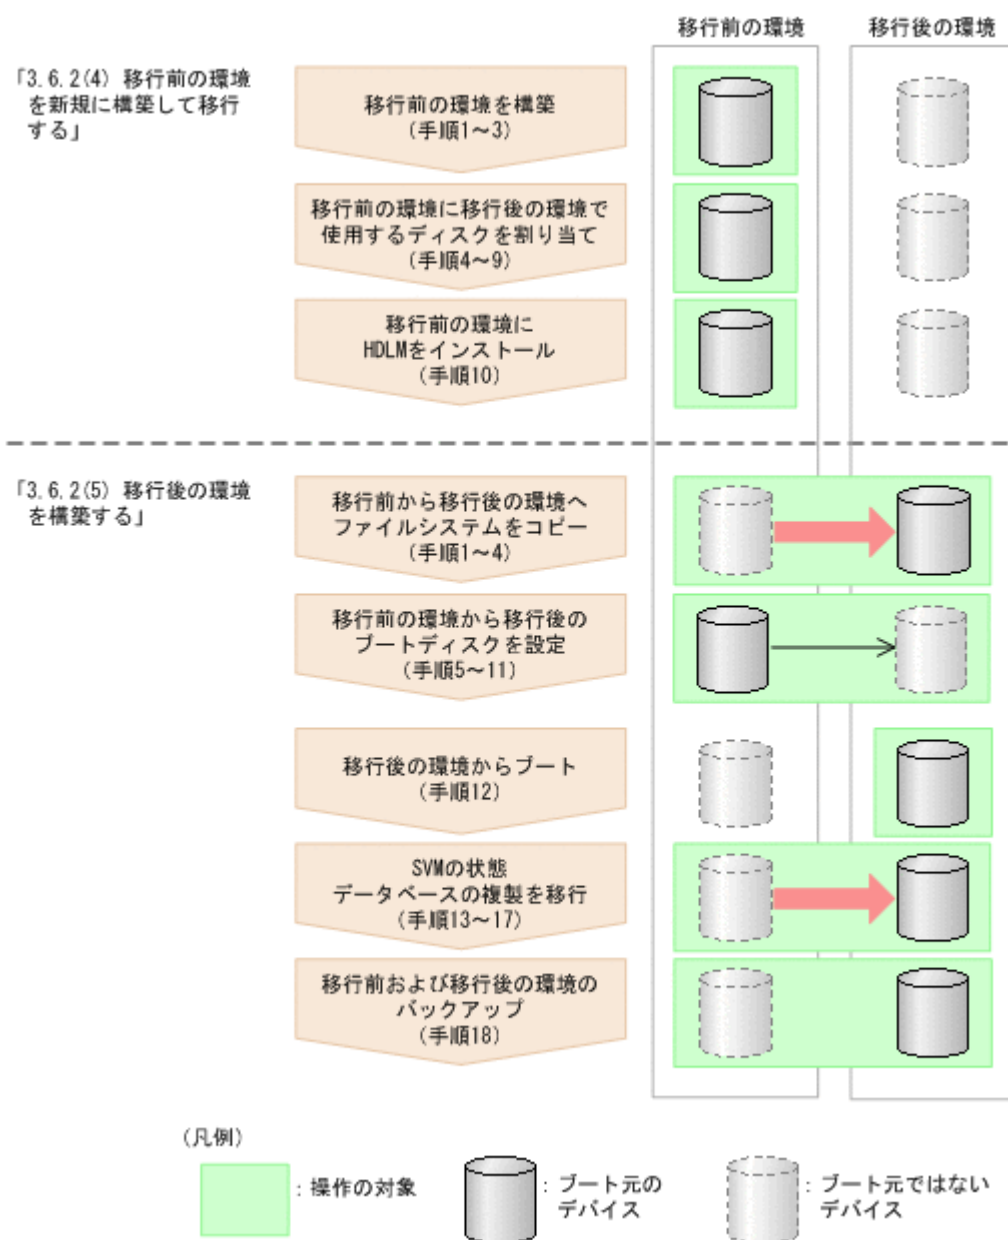 移行前の環境
移行後の環境
「3.6.2(4) 移行前の環境
を新規に構築して移行
する」
移行前の環境を構築
(手順1～3)
移行前の環境に移行後の環境で
使用するディスクを割り当て
(手順4～9)
移行前の環境に
HDLMをインストール
(手順10)
「3.6.2(5) 移行後の環境
を構築する」
移行前から移行後の環境へ
ファイルシステムをコピー
(手順1～4)
移行前の環境から移行後の
ブートディスクを設定
(手順5～11)
移行後の環境からブート
(手順12)
SVMの状態
データベースの複製を移行
(手順13～17)
移行前および移行後の環境の
バックアップ
(手順18)
(凡例)
：操作の対象
：ブート元の
デバイス
：ブート元ではない
デバイス